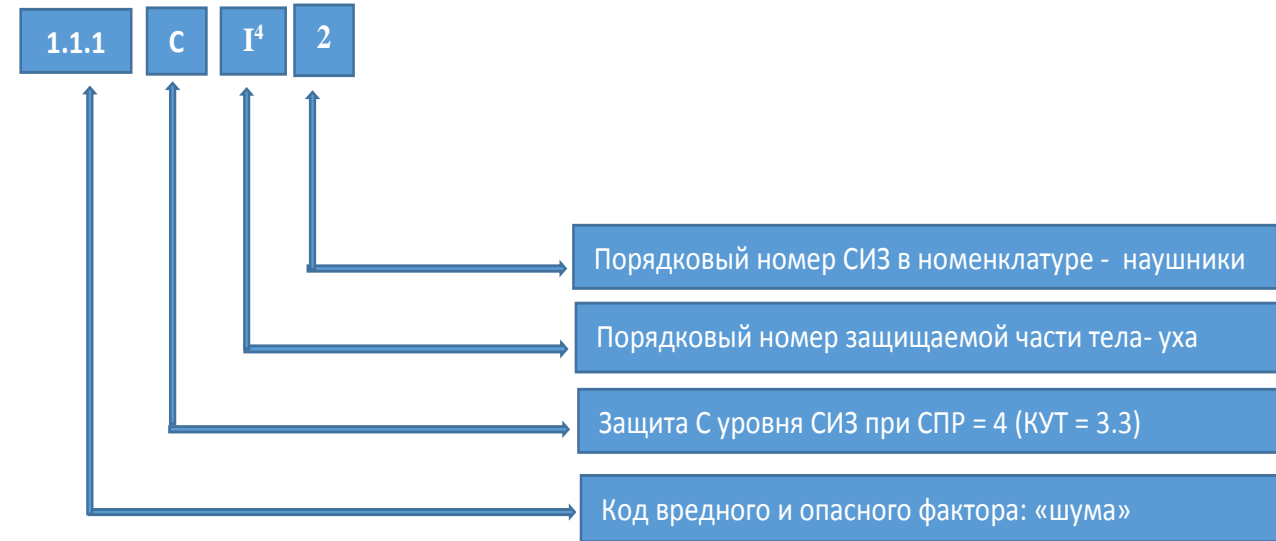 1.1.1 С I⁴ 2
Порядковый номер СИЗ в номенклатуре - наушники
Порядковый номер защищаемой части тела- уха
Защита С уровня СИЗ при СПР = 4 (КУТ = 3.3)
Код вредного и опасного фактора: «шума»